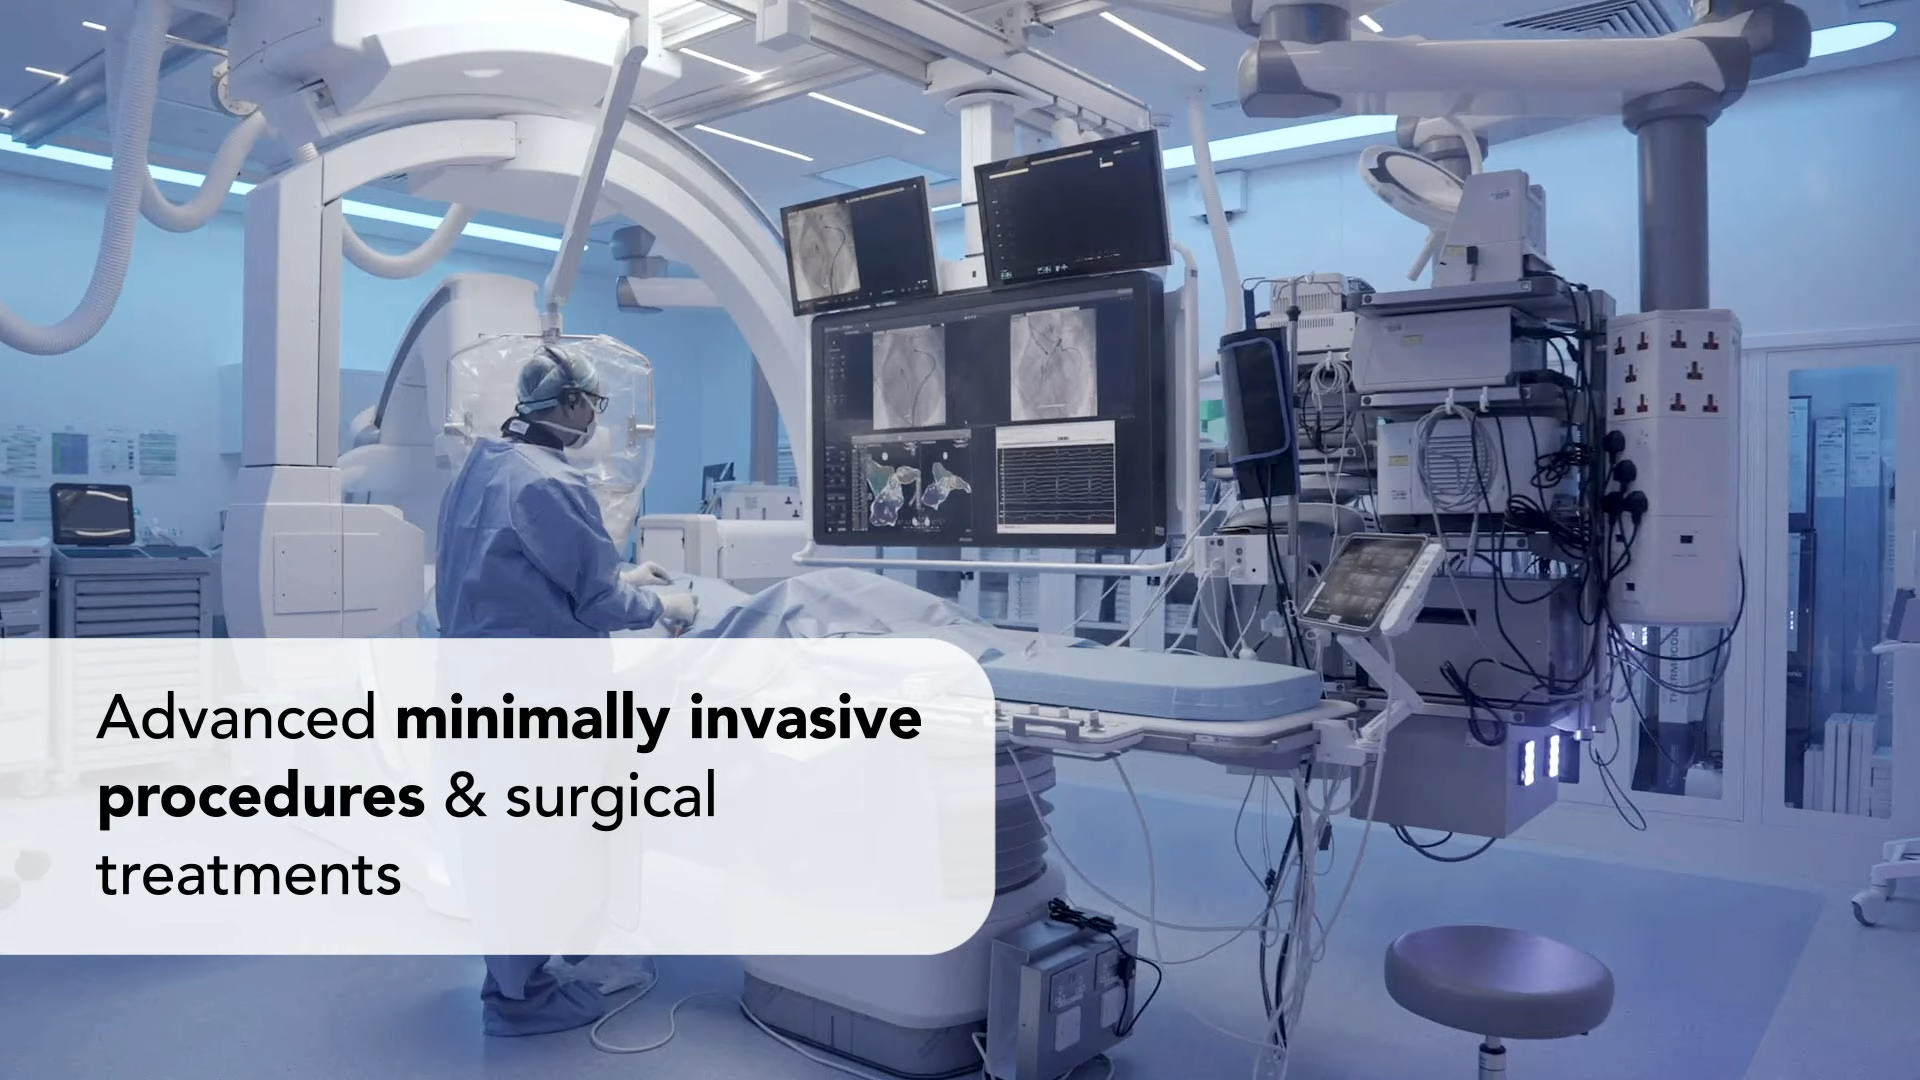 Advanced minimally invasive
procedures & surgical
treatments